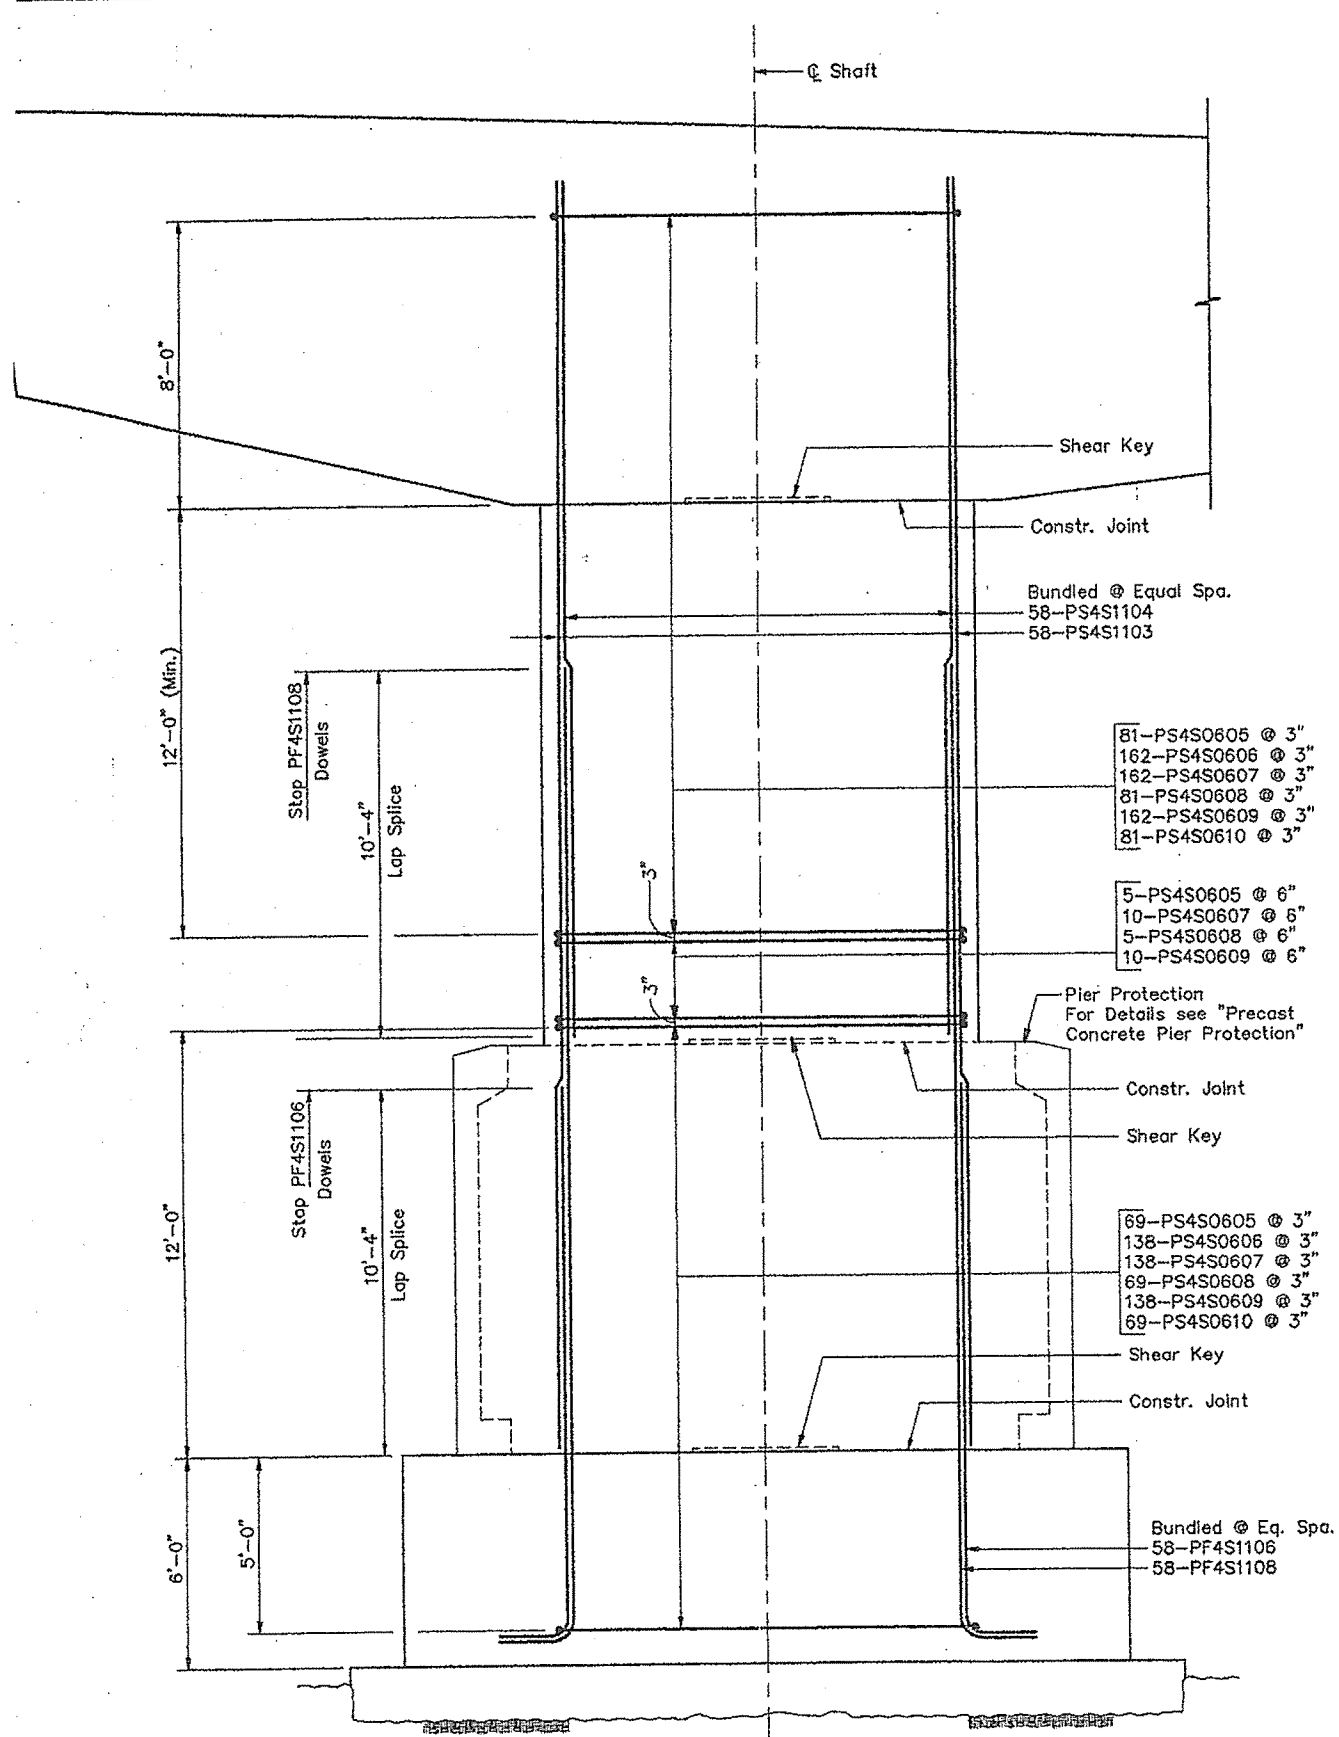 ℄ Shaft
8'-0"
Shear Key
Constr. Joint
Bundled @ Equal Spa.
58-PS4S1104
58-PS4S1103
12'-0" (Min.)
Stop PF4S1108
Dowels
10'-4"
Lap Splice
81-PS4S0605 @ 3"
162-PS4S0606 @ 3"
162-PS4S0607 @ 3"
81-PS4S0608 @ 3"
162-PS4S0609 @ 3"
81-PS4S0610 @ 3"
3"
5-PS4S0605 @ 6"
10-PS4S0607 @ 6"
5-PS4S0608 @ 6"
10-PS4S0609 @ 6"
3"
Pier Protection
For Details see "Precast
Concrete Pier Protection"
Constr. Joint
Shear Key
Stop PF4S1106
Dowels
12'-0"
10'-4"
Lap Splice
69-PS4S0605 @ 3"
138-PS4S0606 @ 3"
138-PS4S0607 @ 3"
69-PS4S0608 @ 3"
138-PS4S0609 @ 3"
69-PS4S0610 @ 3"
Shear Key
Constr. Joint
6'-0"
5'-0"
Bundled @ Eq. Spa.
58-PF4S1106
58-PF4S1108